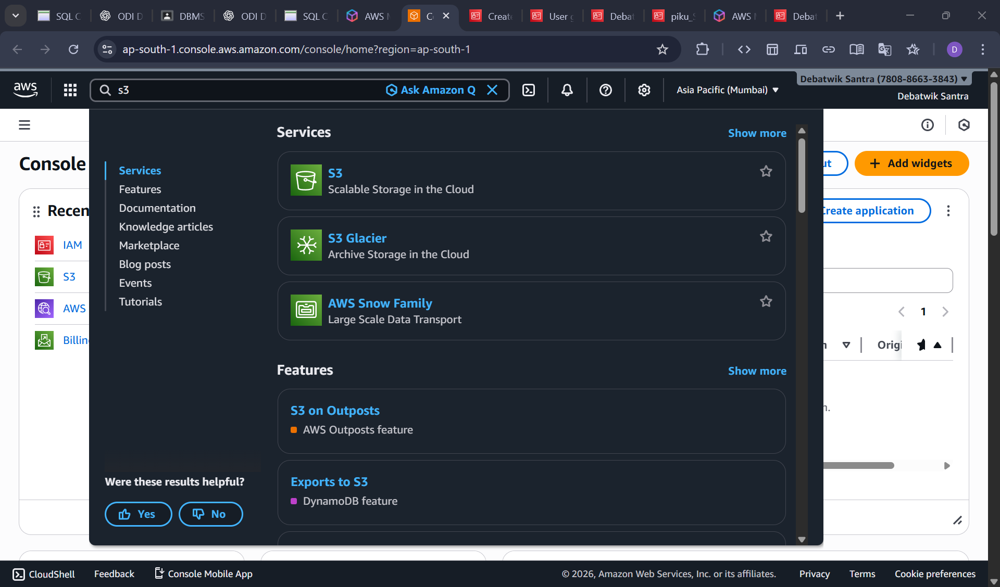 SQL C
ODI D
DBMS
ODI D
SQL C
AWS
Create
User g
Debat
piku_S
AWS
Debat
ap-south-1.console.aws.amazon.com/console/home?region=ap-south-1
D
aws
s3
Ask Amazon Q
Asia Pacific (Mumbai)
Debatwik Santra (7808-8663-3843)
Debatwik Santra
Console
ut
Add widgets
Recen
IAM
S3
AWS
Billin
Create application
1
n
Origi
n.
Services
Features
Documentation
Knowledge articles
Marketplace
Blog posts
Events
Tutorials
Services
Show more
S3
Scalable Storage in the Cloud
S3 Glacier
Archive Storage in the Cloud
AWS Snow Family
Large Scale Data Transport
Features
Show more
S3 on Outposts
AWS Outposts feature
Exports to S3
DynamoDB feature
Were these results helpful?
Yes
No
CloudShell
Feedback
Console Mobile App
© 2026, Amazon Web Services, Inc. or its affiliates.
Privacy
Terms
Cookie preferences